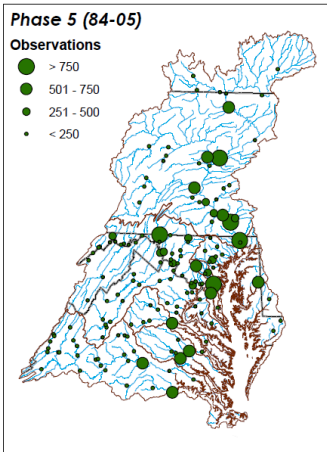 Phase 5 (84-05)
Observations
> 750
501 - 750
251 - 500
< 250